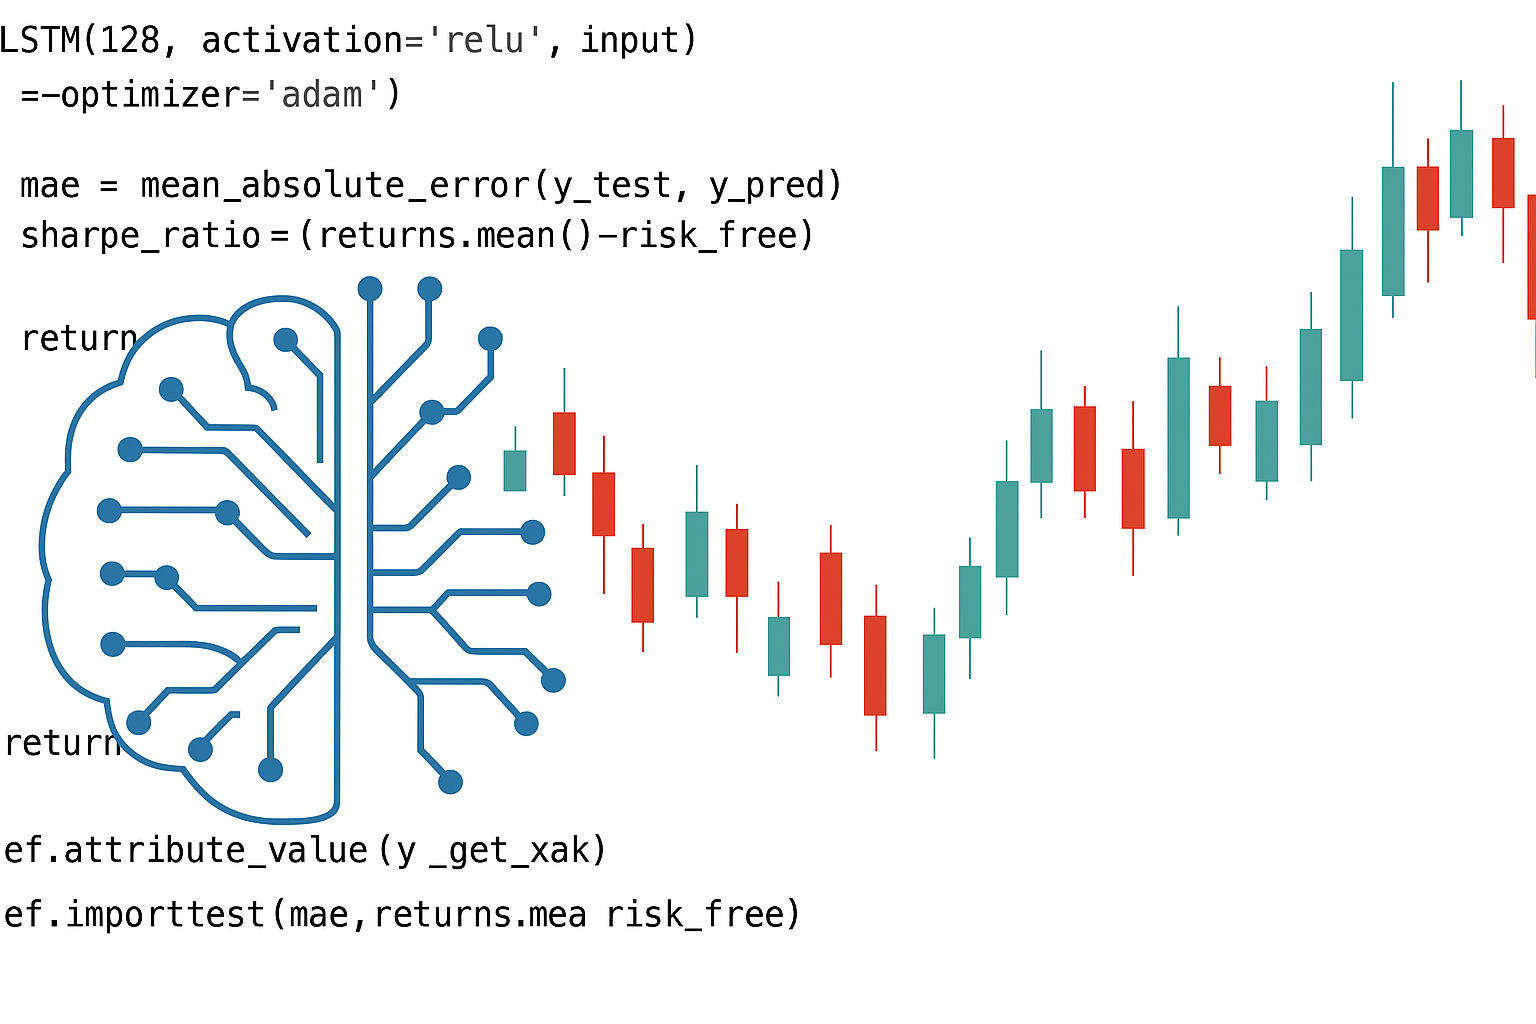 LSTM(128, activation='relu', input)
=-optimizer='adam')
mae = mean_absolute_error(y_test, y_pred)
sharpe_ratio = (returns.mean()-risk_free)
return
return
ef.attribute_value (y _get_xak)
ef.importtest(mae,returns.mea risk_free)